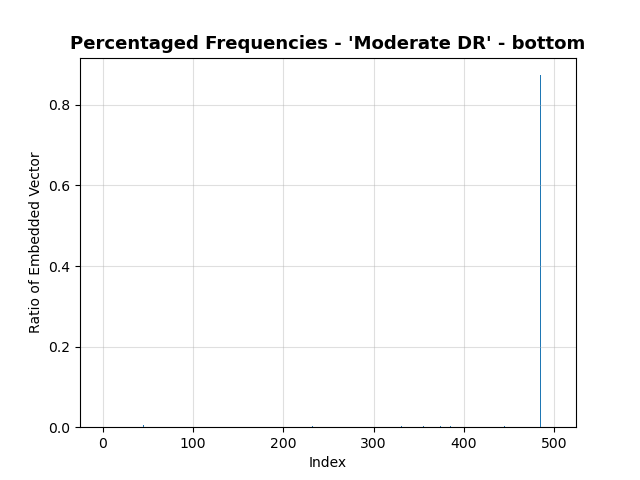 Percentaged Frequencies - 'Moderate DR' - bottom
Ratio of Embedded Vector
0.8
0.6
0.4
0.2
0.0
0 100 200 300 400 500
Index